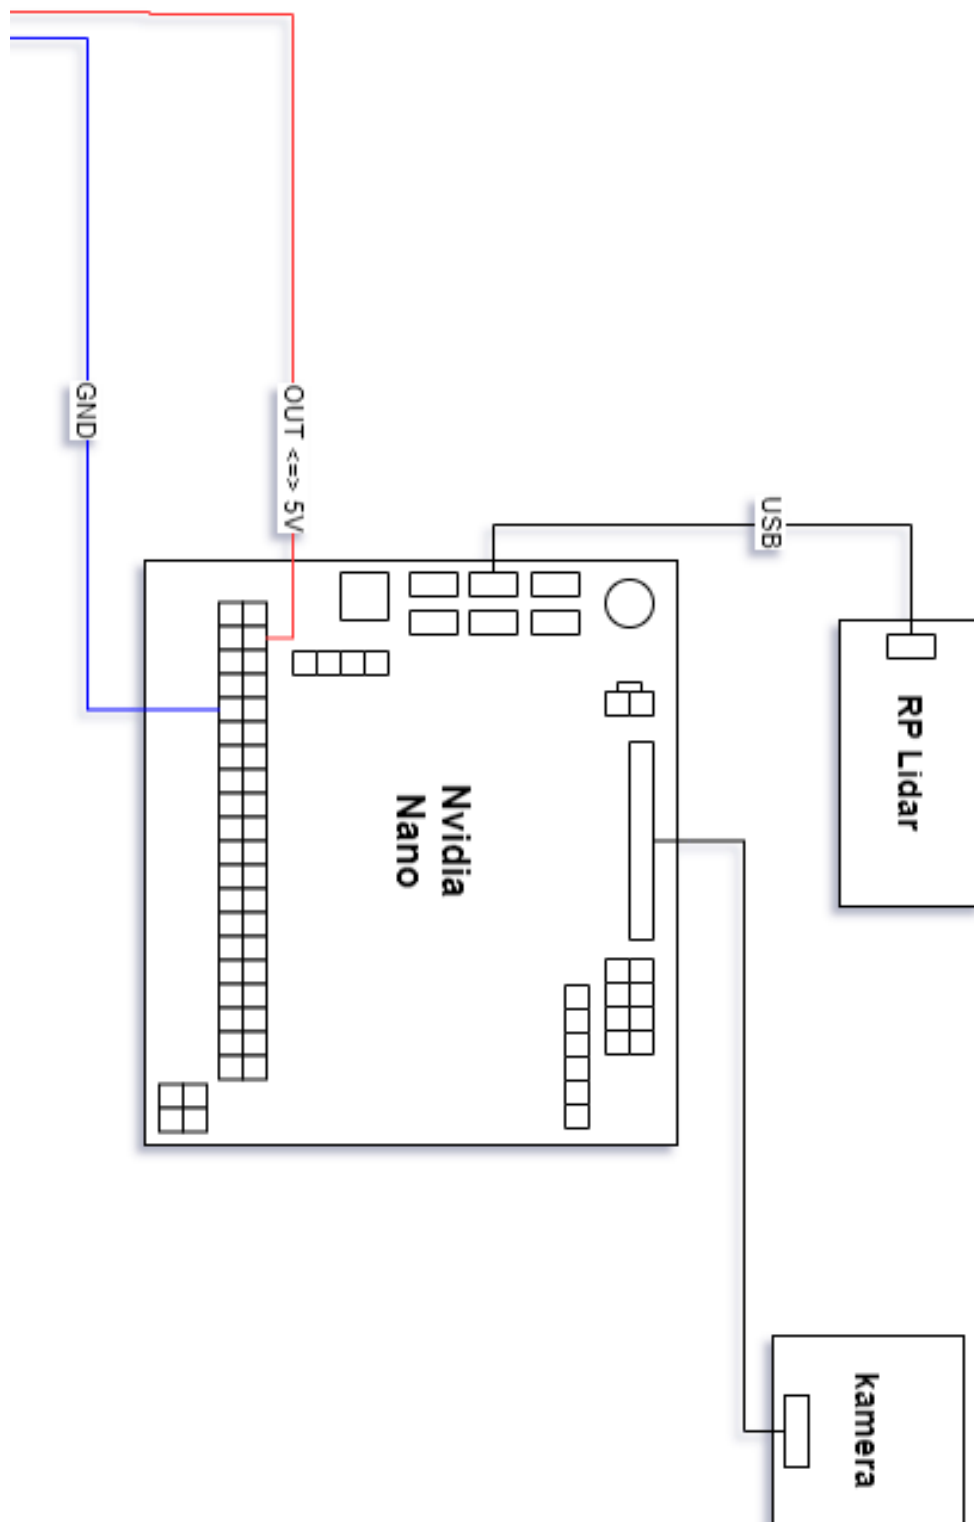 GND
OUT <=> 5V
USB
RP Lidar
Nvidia
Nano
kamera